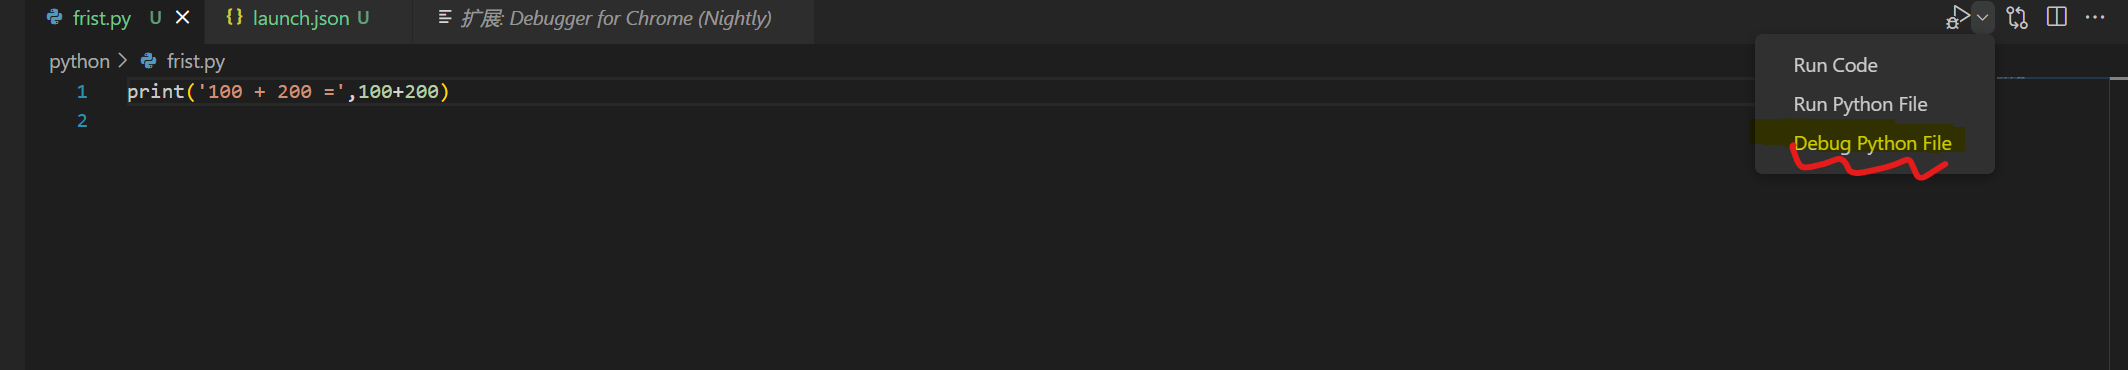 frist.py U
{} launch.json U
扩展: Debugger for Chrome (Nightly)
python > frist.py
1 print('100 + 200 =',100+200)
2
Run Code
Run Python File
Debug Python File